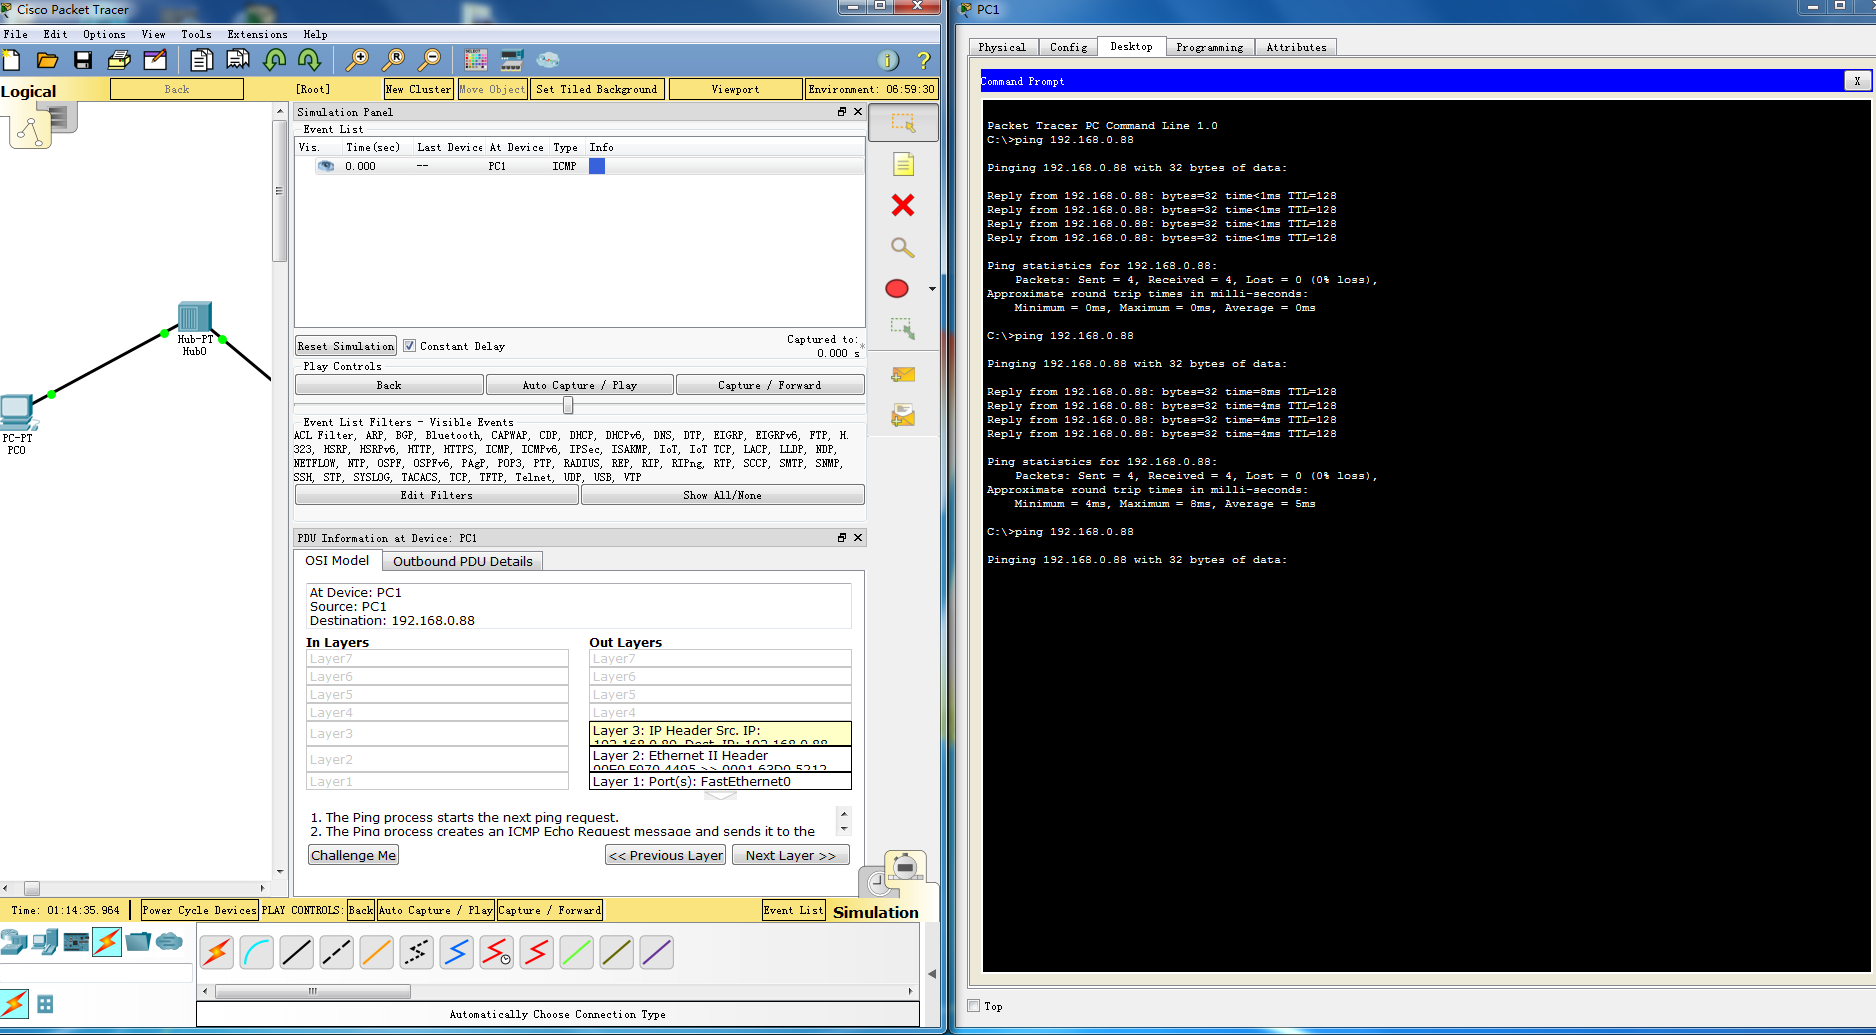 Cisco Packet Tracer
File Edit Options View Tools Extensions Help
Logical Back [Root] New Cluster Move Object Set Tiled Background Viewport Environment: 06:59:30
Simulation Panel
Event List
Vis. Time(sec) Last Device At Device Type Info
0.000 -- PC1 ICMP
Hub-PT
Hub0
PC-PT
PC0
Reset Simulation Constant Delay Captured to:
0.000 s
Play Controls
Back Auto Capture / Play Capture / Forward
Event List Filters - Visible Events
ACL Filter, ARP, BGP, Bluetooth, CAPWAP, CDP, DHCP, DHCPv6, DNS, DTP, EIGRP, EIGRPv6, FTP, H.
323, HSRP, HSRPv6, HTTP, HTTPS, ICMP, ICMPv6, IPSec, ISAKMP, IoT, IoT TCP, LACP, LLDP, NDP,
NETFLOW, NTP, OSPF, OSPFv6, PAgP, POP3, PTP, RADIUS, REP, RIP, RIPng, RTP, SCCP, SMTP, SNMP,
SSH, STP, SYSLOG, TACACS, TCP, TFTP, Telnet, UDP, USB, VTP
Edit Filters Show All/None
PDU Information at Device: PC1
OSI Model Outbound PDU Details
At Device: PC1
Source: PC1
Destination: 192.168.0.88
In Layers Out Layers
Layer7 Layer7
Layer6 Layer6
Layer5 Layer5
Layer4 Layer4
Layer3 Layer 3: IP Header Src. IP:
192.168.0.89, Dest. IP: 192.168.0.88
Layer2 Layer 2: Ethernet II Header
00E0.F970.4495 >> 0001.63D0.5212
Layer1 Layer 1: Port(s): FastEthernet0
1. The Ping process starts the next ping request.
2. The Ping process creates an ICMP Echo Request message and sends it to the
Challenge Me << Previous Layer Next Layer >>
Time: 01:14:35.964 Power Cycle Devices PLAY CONTROLS: Back Auto Capture / Play Capture / Forward Event List Simulation
Automatically Choose Connection Type
PC1
Physical Config Desktop Programming Attributes
Command Prompt X
Packet Tracer PC Command Line 1.0
C:\>ping 192.168.0.88
Pinging 192.168.0.88 with 32 bytes of data:
Reply from 192.168.0.88: bytes=32 time<1ms TTL=128
Reply from 192.168.0.88: bytes=32 time<1ms TTL=128
Reply from 192.168.0.88: bytes=32 time<1ms TTL=128
Reply from 192.168.0.88: bytes=32 time<1ms TTL=128
Ping statistics for 192.168.0.88:
Packets: Sent = 4, Received = 4, Lost = 0 (0% loss),
Approximate round trip times in milli-seconds:
Minimum = 0ms, Maximum = 0ms, Average = 0ms
C:\>ping 192.168.0.88
Pinging 192.168.0.88 with 32 bytes of data:
Reply from 192.168.0.88: bytes=32 time=8ms TTL=128
Reply from 192.168.0.88: bytes=32 time=4ms TTL=128
Reply from 192.168.0.88: bytes=32 time=4ms TTL=128
Reply from 192.168.0.88: bytes=32 time=4ms TTL=128
Ping statistics for 192.168.0.88:
Packets: Sent = 4, Received = 4, Lost = 0 (0% loss),
Approximate round trip times in milli-seconds:
Minimum = 4ms, Maximum = 8ms, Average = 5ms
C:\>ping 192.168.0.88
Pinging 192.168.0.88 with 32 bytes of data:
Top